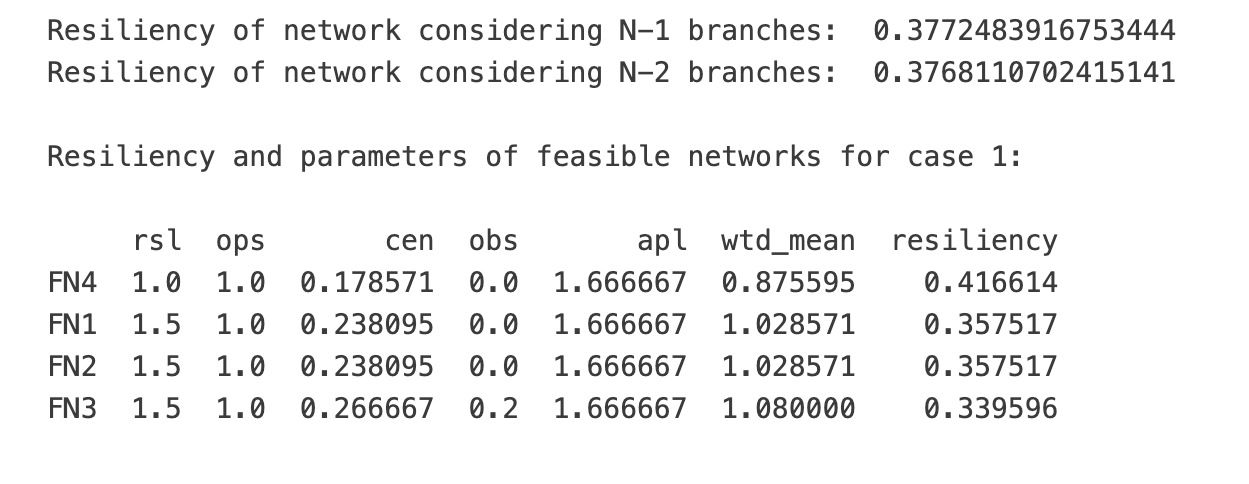 Resiliency of network considering N-1 branches:  0.3772483916753444
Resiliency of network considering N-2 branches:  0.3768110702415141
Resiliency and parameters of feasible networks for case 1:
     rsl  ops       cen  obs       apl  wtd_mean  resiliency
FN4  1.0  1.0  0.178571  0.0  1.666667  0.875595    0.416614
FN1  1.5  1.0  0.238095  0.0  1.666667  1.028571    0.357517
FN2  1.5  1.0  0.238095  0.0  1.666667  1.028571    0.357517
FN3  1.5  1.0  0.266667  0.2  1.666667  1.080000    0.339596